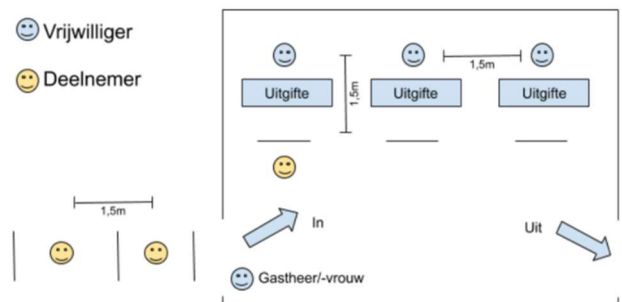 Vrijwilliger
Deelnemer
1,5m
Uitgifte
Uitgifte
Uitgifte
1,5m
1,5m
In
Uit
Gastheer/-vrouw